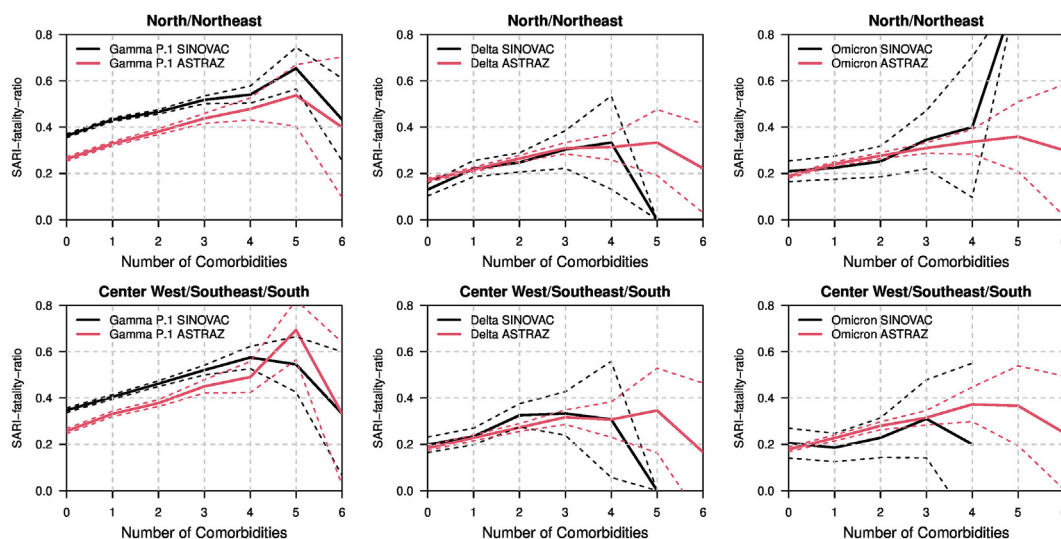 North/Northeast
Gamma P.1 SINOVAC
Gamma P.1 ASTRAZ
SARI−fatality−ratio
0.8
0.6
0.4
0.2
0.0
0 1 2 3 4 5 6
Number of Comorbidities
North/Northeast
Delta SINOVAC
Delta ASTRAZ
SARI−fatality−ratio
0.8
0.6
0.4
0.2
0.0
0 1 2 3 4 5 6
Number of Comorbidities
North/Northeast
Omicron SINOVAC
Omicron ASTRAZ
SARI−fatality−ratio
0.8
0.6
0.4
0.2
0.0
0 1 2 3 4 5 6
Number of Comorbidities
Center West/Southeast/South
Gamma P.1 SINOVAC
Gamma P.1 ASTRAZ
SARI−fatality−ratio
0.8
0.6
0.4
0.2
0.0
0 1 2 3 4 5 6
Number of Comorbidities
Center West/Southeast/South
Delta SINOVAC
Delta ASTRAZ
SARI−fatality−ratio
0.8
0.6
0.4
0.2
0.0
0 1 2 3 4 5 6
Number of Comorbidities
Center West/Southeast/South
Omicron SINOVAC
Omicron ASTRAZ
SARI−fatality−ratio
0.8
0.6
0.4
0.2
0.0
0 1 2 3 4 5 6
Number of Comorbidities